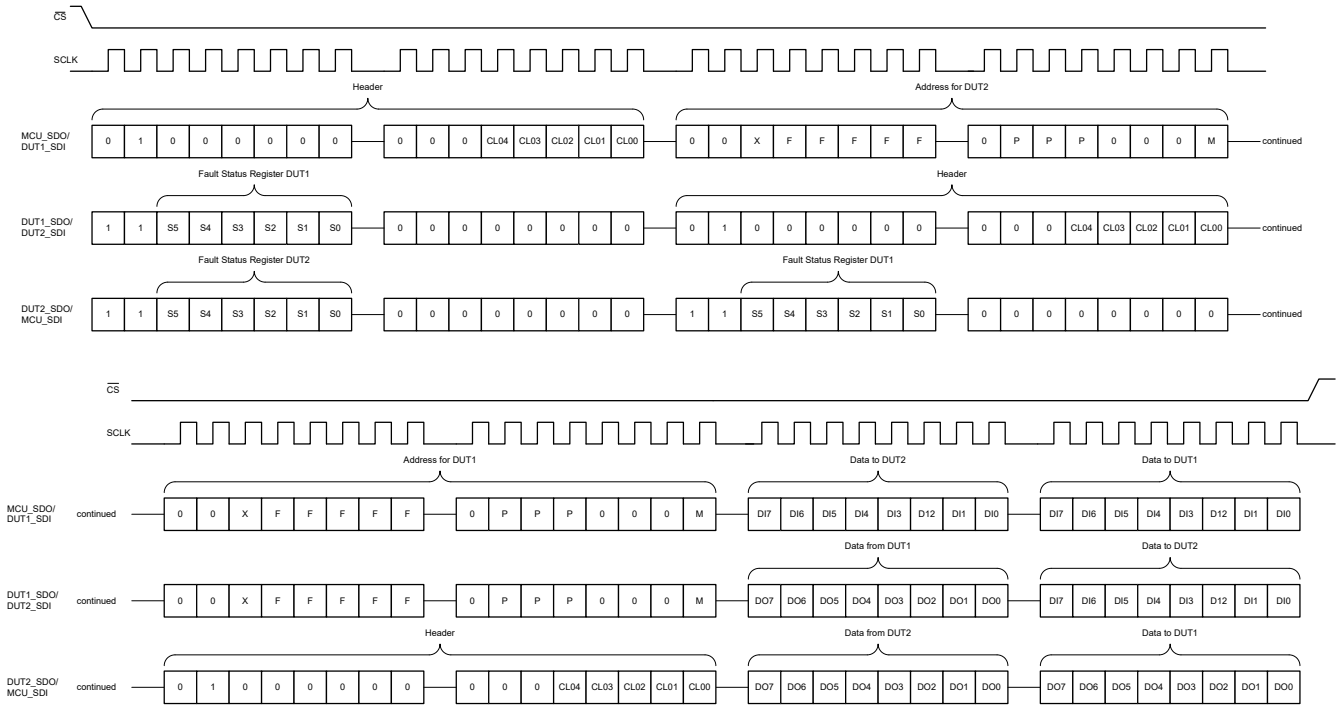 CS
SCLK
Header Address for DUT2
MCU_SDO/
DUT1_SDI
0 1 0 0 0 0 0 0 0 0 0 CL04 CL03 CL02 CL01 CL00 0 0 X F F F F F 0 P P P 0 0 0 M continued
Fault Status Register DUT1 Header
DUT1_SDO/
DUT2_SDI
1 1 S5 S4 S3 S2 S1 S0 0 0 0 0 0 0 0 0 0 1 0 0 0 0 0 0 0 0 0 CL04 CL03 CL02 CL01 CL00 continued
Fault Status Register DUT2 Fault Status Register DUT1
DUT2_SDO/
MCU_SDI
1 1 S5 S4 S3 S2 S1 S0 0 0 0 0 0 0 0 0 1 1 S5 S4 S3 S2 S1 S0 0 0 0 0 0 0 0 0 continued
CS
SCLK
Address for DUT1 Data to DUT2 Data to DUT1
MCU_SDO/
DUT1_SDI
continued 0 0 X F F F F F 0 P P P 0 0 0 M DI7 DI6 DI5 DI4 DI3 D12 DI1 DI0 DI7 DI6 DI5 DI4 DI3 D12 DI1 DI0
Data from DUT1 Data to DUT2
DUT1_SDO/
DUT2_SDI
continued 0 0 X F F F F F 0 P P P 0 0 0 M DO7 DO6 DO5 DO4 DO3 DO2 DO1 DO0 DI7 DI6 DI5 DI4 DI3 D12 DI1 DI0
Header Data from DUT2 Data to DUT1
DUT2_SDO/
MCU_SDI
continued 0 1 0 0 0 0 0 0 0 0 0 CL04 CL03 CL02 CL01 CL00 DO7 DO6 DO5 DO4 DO3 DO2 DO1 DO0 DO7 DO6 DO5 DO4 DO3 DO2 DO1 DO0